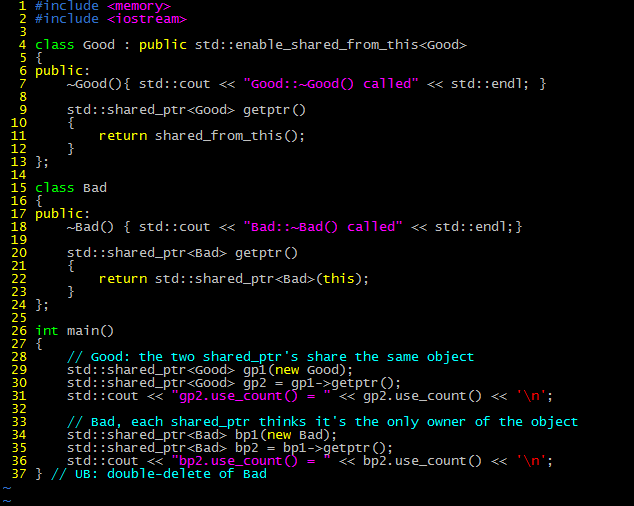 1 #include <memory>
2 #include <iostream>
3
4 class Good : public std::enable_shared_from_this<Good>
5 {
6 public:
7     ~Good(){ std::cout << "Good::~Good() called" << std::endl; }
8
9     std::shared_ptr<Good> getptr()
10     {
11         return shared_from_this();
12     }
13 };
14
15 class Bad
16 {
17 public:
18     ~Bad() { std::cout << "Bad::~Bad() called" << std::endl;}
19
20     std::shared_ptr<Bad> getptr()
21     {
22         return std::shared_ptr<Bad>(this);
23     }
24 };
25
26 int main()
27 {
28     // Good: the two shared_ptr's share the same object
29     std::shared_ptr<Good> gp1(new Good);
30     std::shared_ptr<Good> gp2 = gp1->getptr();
31     std::cout << "gp2.use_count() = " << gp2.use_count() << '\n';
32
33     // Bad, each shared_ptr thinks it's the only owner of the object
34     std::shared_ptr<Bad> bp1(new Bad);
35     std::shared_ptr<Bad> bp2 = bp1->getptr();
36     std::cout << "bp2.use_count() = " << bp2.use_count() << '\n';
37 } // UB: double-delete of Bad
~
~